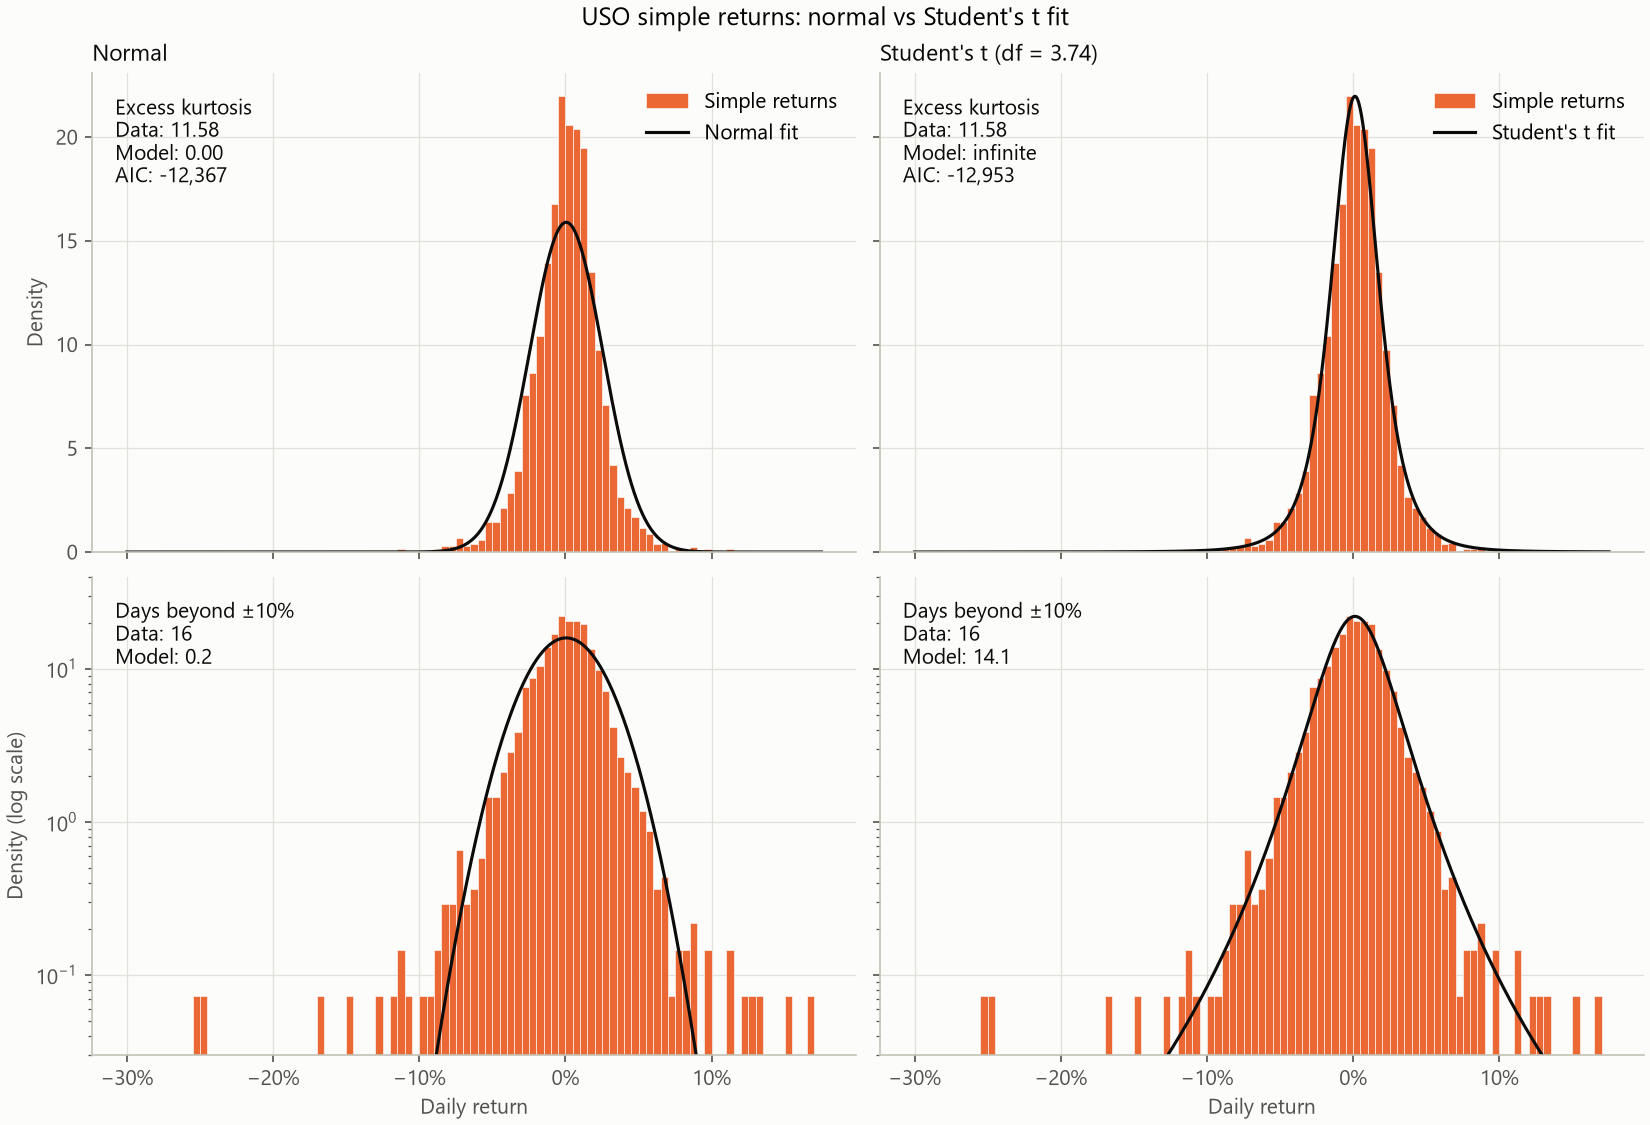 USO simple returns: normal vs Student's t fit
Normal
Excess kurtosis
Data: 11.58
Model: 0.00
AIC: -12,367
Simple returns
Normal fit
Density
20
15
10
5
0
Student's t (df = 3.74)
Excess kurtosis
Data: 11.58
Model: infinite
AIC: -12,953
Simple returns
Student's t fit
Days beyond ±10%
Data: 16
Model: 0.2
Density (log scale)
10¹
10⁰
10⁻¹
−30%
−20%
−10%
0%
10%
Daily return
Days beyond ±10%
Data: 16
Model: 14.1
−30%
−20%
−10%
0%
10%
Daily return